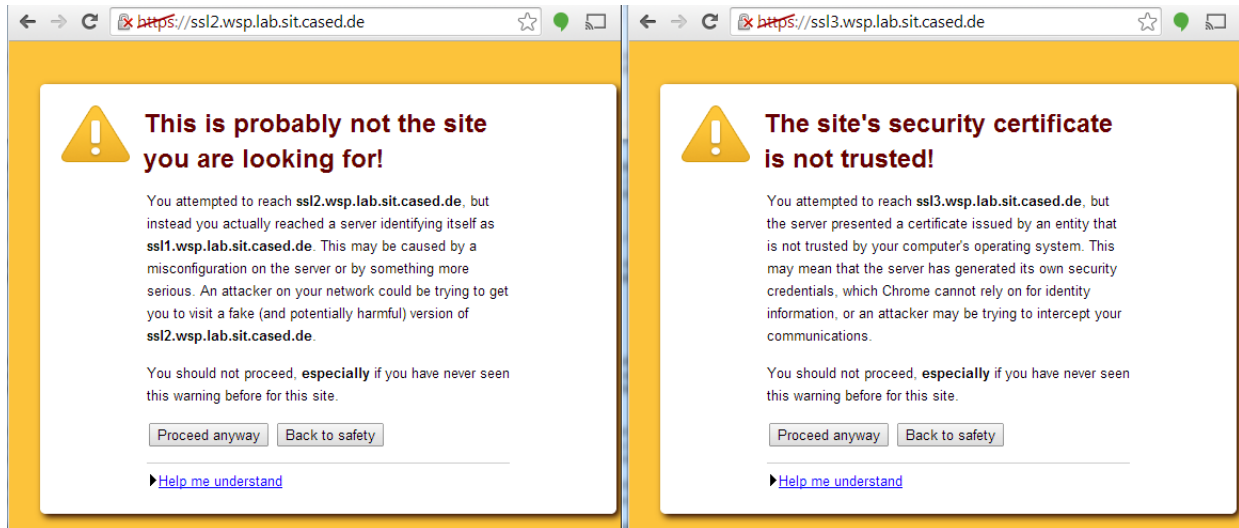 https://ssl2.wsp.lab.sit.cased.de
This is probably not the site
you are looking for!
You attempted to reach ssl2.wsp.lab.sit.cased.de, but
instead you actually reached a server identifying itself as
ssl1.wsp.lab.sit.cased.de. This may be caused by a
misconfiguration on the server or by something more
serious. An attacker on your network could be trying to get
you to visit a fake (and potentially harmful) version of
ssl2.wsp.lab.sit.cased.de.
You should not proceed, especially if you have never seen
this warning before for this site.
Proceed anyway
Back to safety
Help me understand
https://ssl3.wsp.lab.sit.cased.de
The site's security certificate
is not trusted!
You attempted to reach ssl3.wsp.lab.sit.cased.de, but
the server presented a certificate issued by an entity that
is not trusted by your computer's operating system. This
may mean that the server has generated its own security
credentials, which Chrome cannot rely on for identity
information, or an attacker may be trying to intercept your
communications.
You should not proceed, especially if you have never seen
this warning before for this site.
Proceed anyway
Back to safety
Help me understand